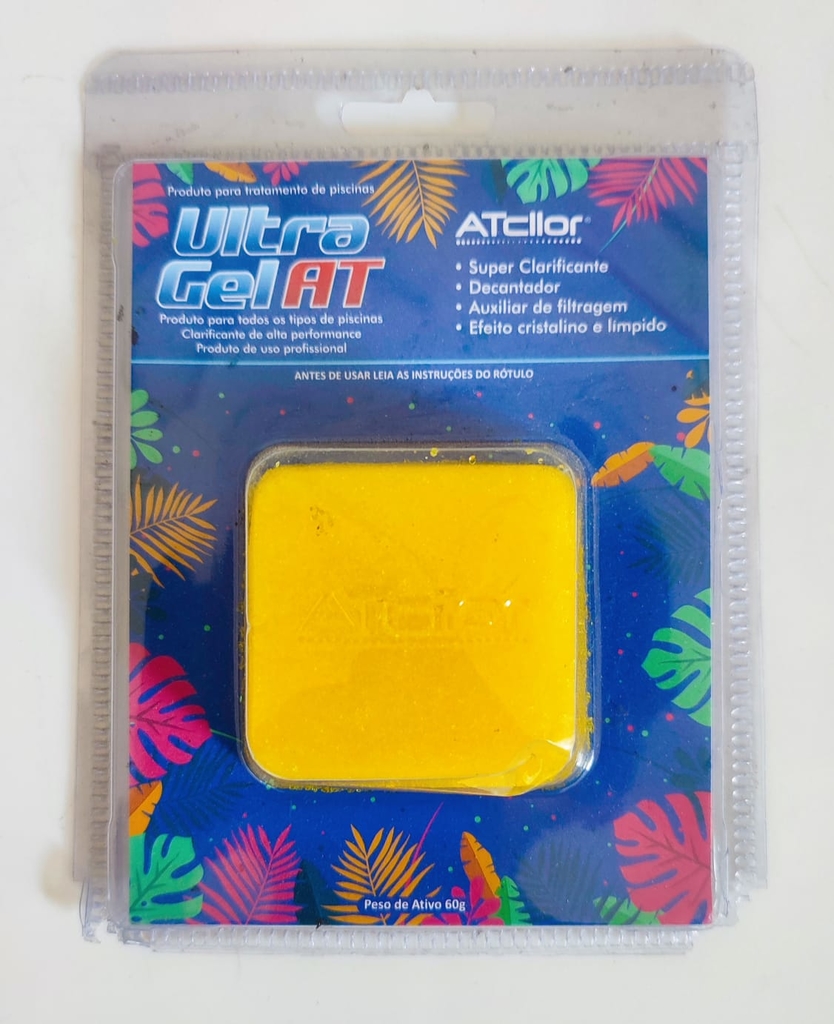 Produto para tratamento de piscinas
Ultra
Gel AT
Produto para todos os tipos de piscinas
Clarificante de alta performance
Produto de uso profissional
ATcllor®
• Super Clarificante
• Decantador
• Auxiliar de filtragem
• Efeito cristalino e límpido
ANTES DE USAR LEIA AS INSTRUÇÕES DO RÓTULO
ATcllor
Peso de Ativo 60g